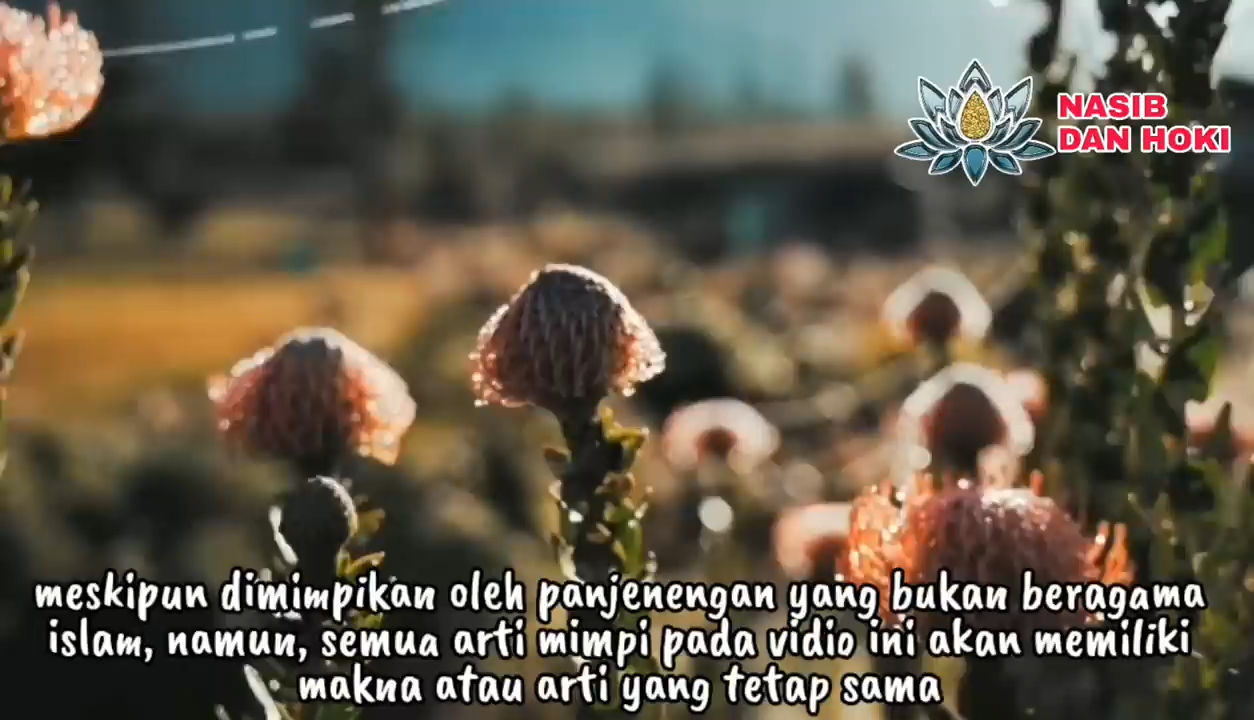 NASIB
DAN HOKI
meskipun dimimpikan oleh panjenengan yang bukan beragama
islam, namun, semua arti mimpi pada vidio ini akan memiliki
makna atau arti yang tetap sama